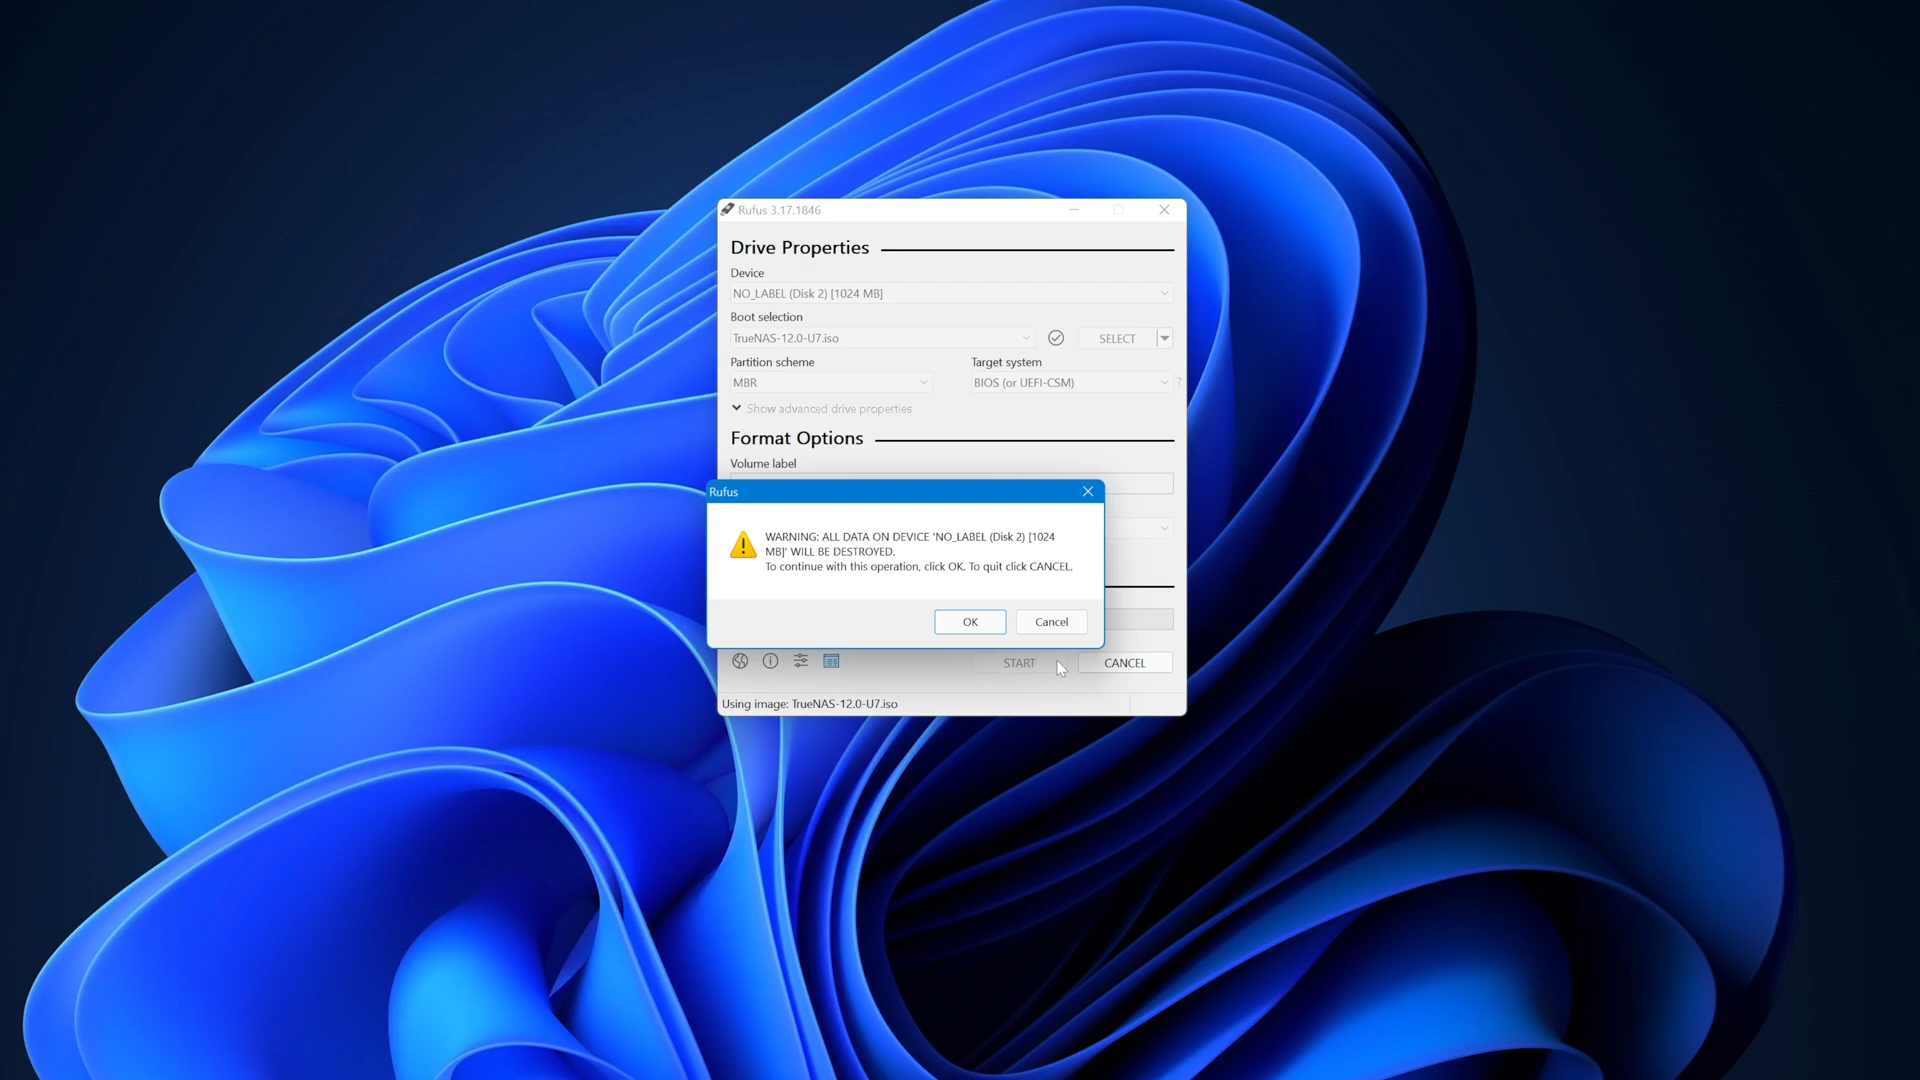 Rufus 3.17.1846
Drive Properties
Device
NO_LABEL (Disk 2) [1024 MB]
Boot selection
TrueNAS-12.0-U7.iso
SELECT
Partition scheme
Target system
MBR
BIOS (or UEFI-CSM)
?
Show advanced drive properties
Format Options
Volume label
Rufus
WARNING: ALL DATA ON DEVICE 'NO_LABEL (Disk 2) [1024
MB]' WILL BE DESTROYED.
To continue with this operation, click OK. To quit click CANCEL.
OK
Cancel
START
CANCEL
Using image: TrueNAS-12.0-U7.iso